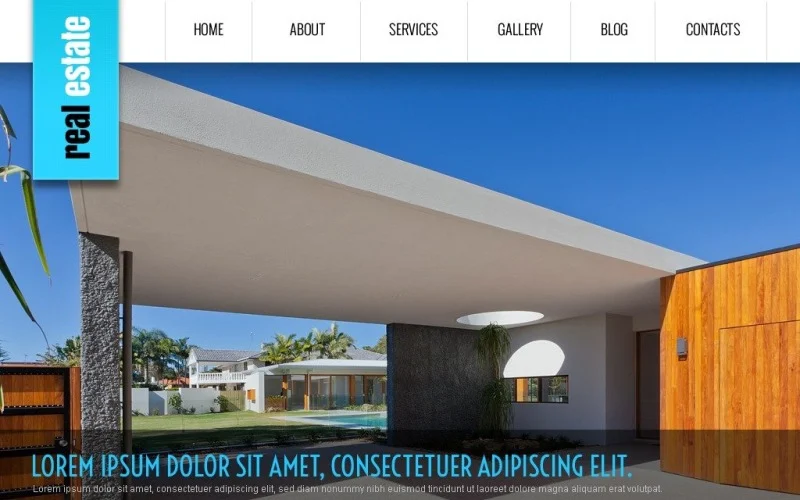 real estate
HOME ABOUT SERVICES GALLERY BLOG CONTACTS
LOREM IPSUM DOLOR SIT AMET, CONSECTETUER ADIPISCING ELIT.
Lorem ipsum dolor sit amet, consectetuer adipiscing elit, sed diam nonummy nibh euismod tincidunt ut laoreet dolore magna aliquam erat volutpat.